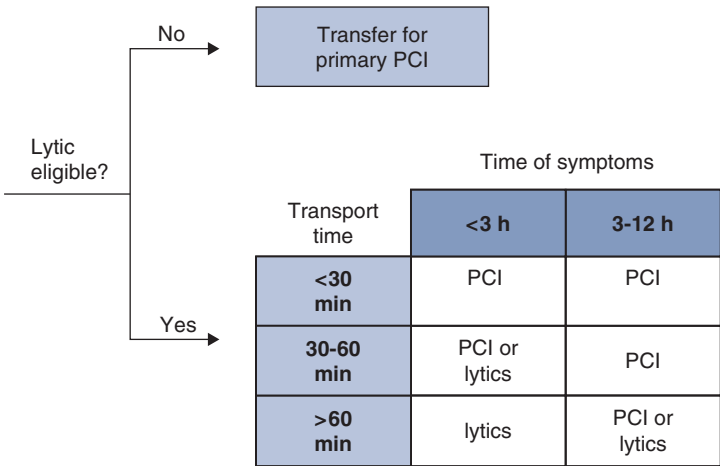 No
Transfer for
primary PCI
Lytic
eligible?
Time of symptoms
Transport
time
<3 h
3-12 h
<30
min
PCI
PCI
Yes
30-60
min
PCI or
lytics
PCI
>60
min
lytics
PCI or
lytics